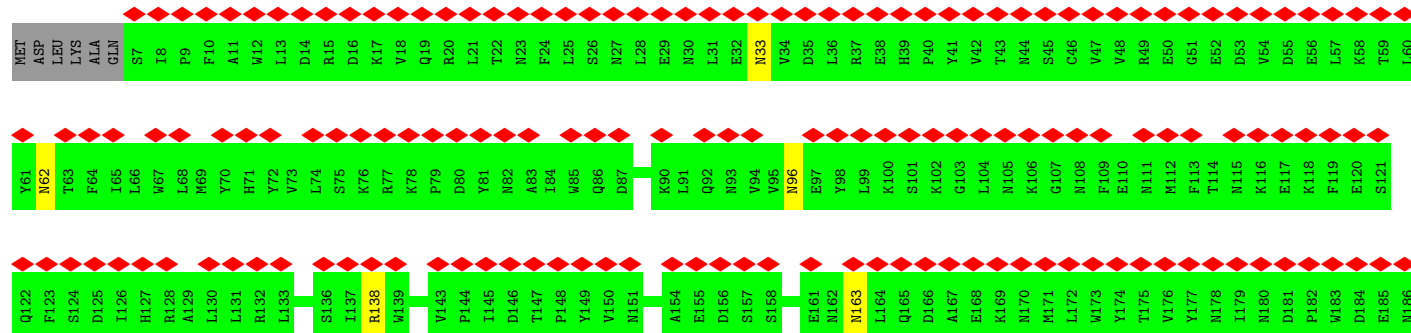 MET ASP LEU LYS ALA GLN S7 I8 P9 F10 A11 W12 L13 D14 R15 D16 K17 V18 Q19 R20 L21 T22 N23 F24 L25 S26 N27 L28 E29 N30 L31 E32 N33 V34 D35 L36 R37 E38 H39 P40 Y41 V42 T43 N44 S45 C46 V47 V48 R49 E50 G51 E52 D53 V54 D55 E56 L57 K58 T59 L60
Y61 N62 T63 F64 I65 L66 W67 L68 M69 Y70 H71 Y72 V73 L74 S75 K76 R77 K78 P79 D80 Y81 N82 A83 I84 W85 Q86 D87 K90 L91 Q92 N93 V94 V95 N96 E97 Y98 L99 K100 S101 K102 G103 L104 N105 K106 G107 N108 F109 E110 N111 M112 F113 T114 N115 K116 E117 K118 F119 E120 S121
Q122 F123 S124 D125 I126 H127 R128 A129 L130 L131 R132 L133 S136 I137 R138 W139 V143 P144 I145 D146 T147 P148 Y149 V150 N151 A154 E155 D156 S157 S158 E161 N162 N163 L164 Q165 D166 A167 E168 K169 N170 M171 L172 W173 Y174 T175 V176 Y177 N178 I179 N180 D181 P182 W183 D184 E185 N186